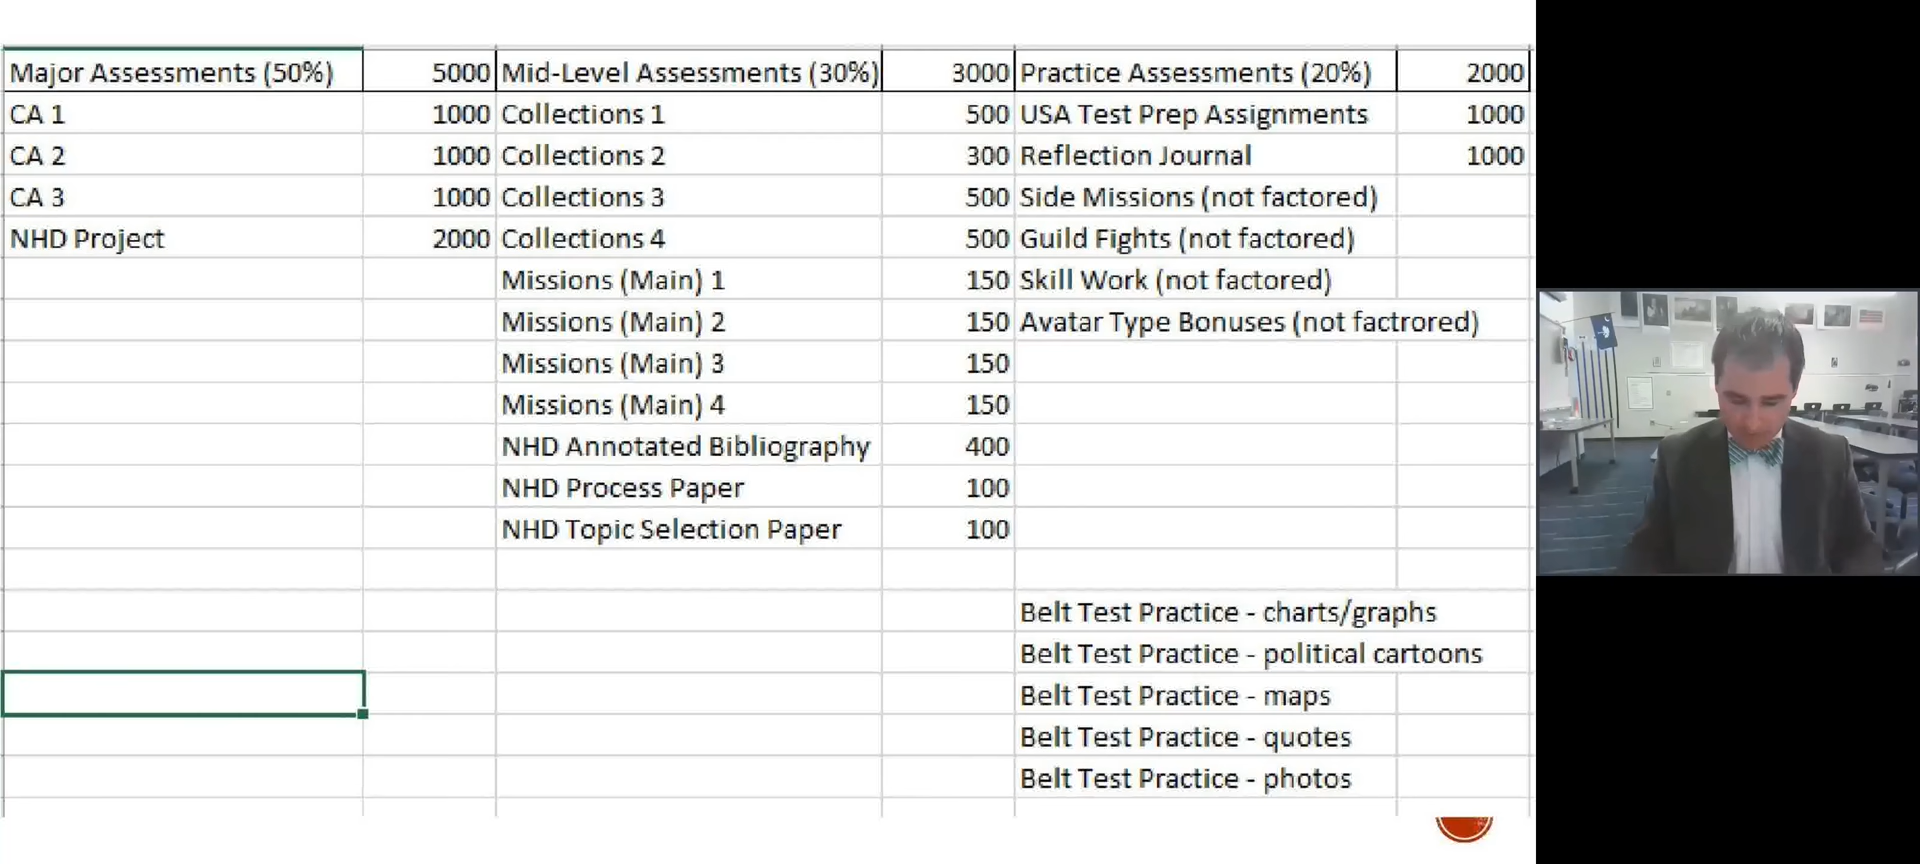 Major Assessments (50%) 5000 Mid-Level Assessments (30%) 3000 Practice Assessments (20%) 2000
CA 1 1000 Collections 1 500 USA Test Prep Assignments 1000
CA 2 1000 Collections 2 300 Reflection Journal 1000
CA 3 1000 Collections 3 500 Side Missions (not factored)
NHD Project 2000 Collections 4 500 Guild Fights (not factored)
Missions (Main) 1 150 Skill Work (not factored)
Missions (Main) 2 150 Avatar Type Bonuses (not factrored)
Missions (Main) 3 150
Missions (Main) 4 150
NHD Annotated Bibliography 400
NHD Process Paper 100
NHD Topic Selection Paper 100
Belt Test Practice - charts/graphs
Belt Test Practice - political cartoons
Belt Test Practice - maps
Belt Test Practice - quotes
Belt Test Practice - photos